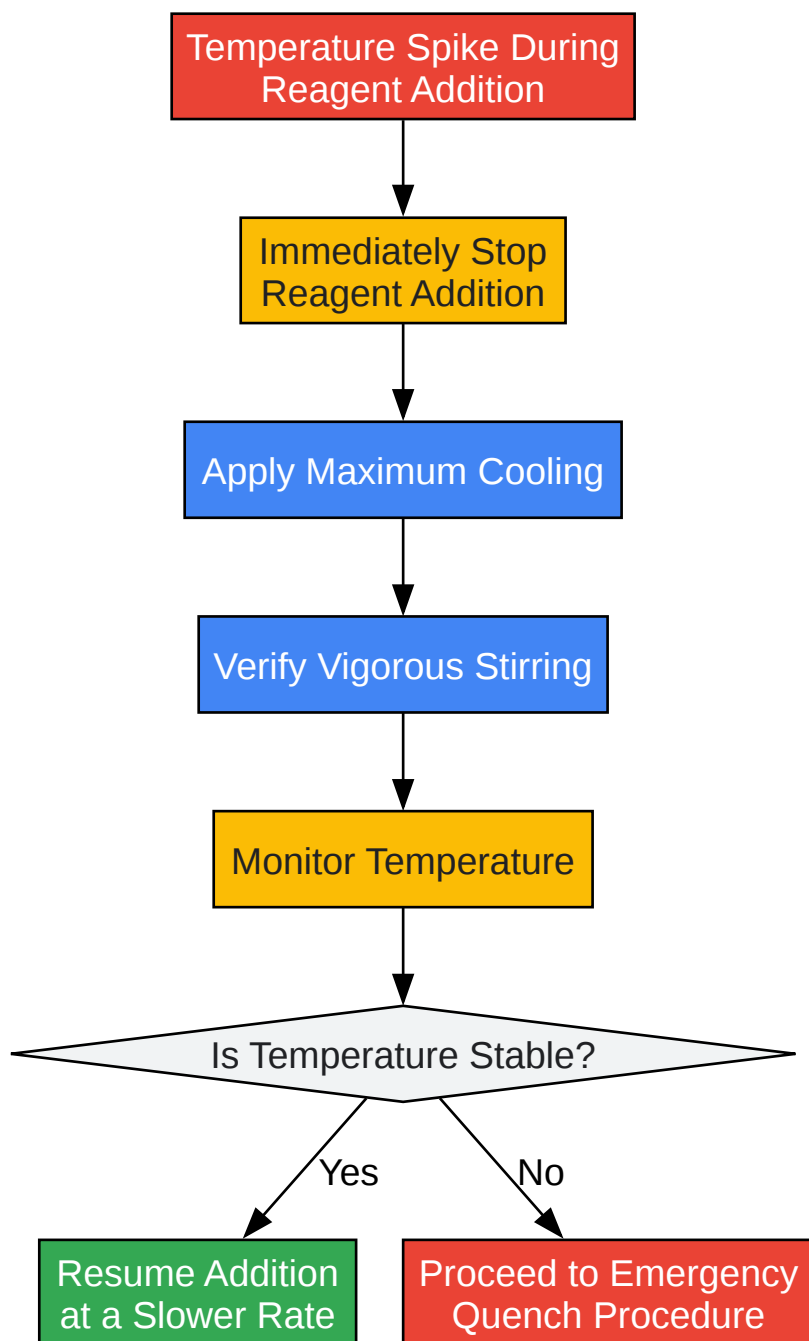 Temperature Spike During
Reagent Addition
Immediately Stop
Reagent Addition
Apply Maximum Cooling
Verify Vigorous Stirring
Monitor Temperature
Is Temperature Stable?
Yes
No
Resume Addition
at a Slower Rate
Proceed to Emergency
Quench Procedure